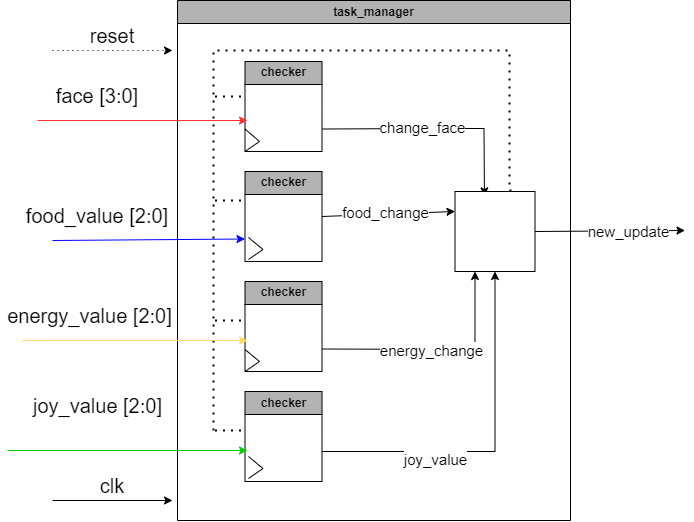 task_manager
reset
checker
face [3:0]
change_face
checker
food_value [2:0]
food_change
new_update
checker
energy_value [2:0]
energy_change
checker
joy_value [2:0]
joy_value
clk